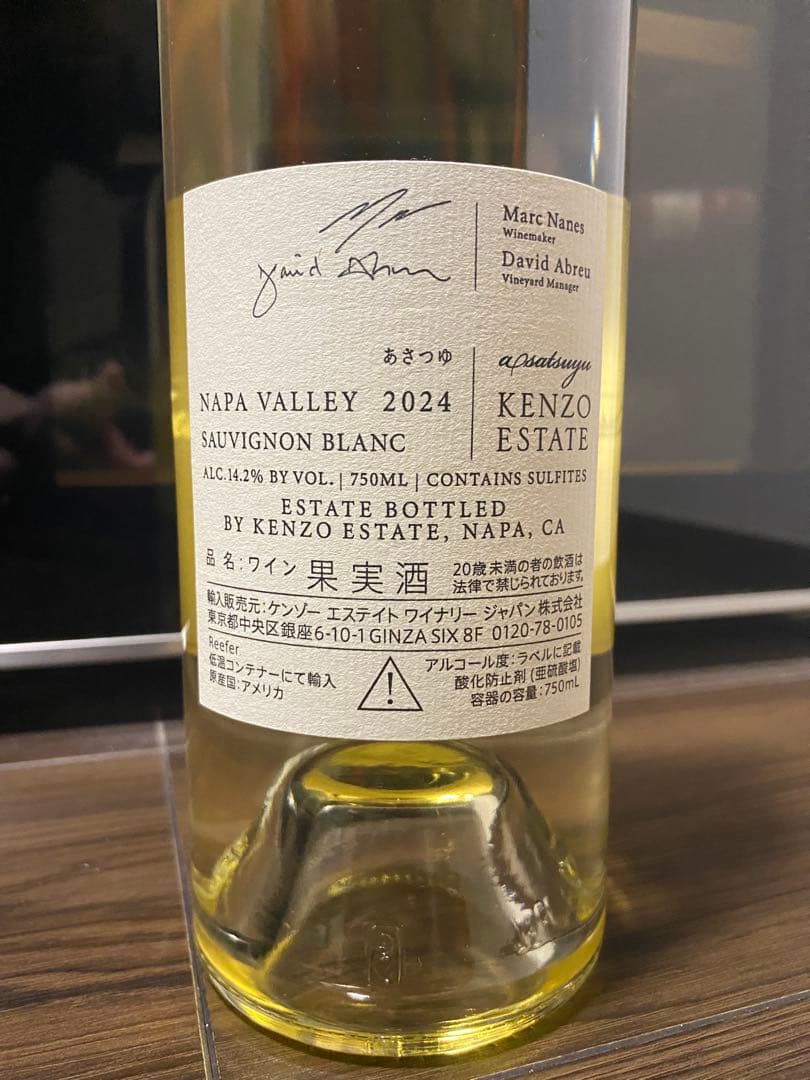 David Abreu
Marc Nanes
Winemaker
David Abreu
Vineyard Manager
あさつゆ
asatsuyu
NAPA VALLEY 2024
SAUVIGNON BLANC
KENZO
ESTATE
ALC.14.2% BY VOL. | 750ML | CONTAINS SULFITES
ESTATE BOTTLED
BY KENZO ESTATE, NAPA, CA
品名:ワイン 果実酒
20歳未満の者の飲酒は
法律で禁じられております。
輸入販売元:ケンゾー エステイト ワイナリー ジャパン 株式会社
東京都中央区銀座6-10-1 GINZA SIX 8F 0120-78-0105
Reefer
低温コンテナーにて輸入
原産国:アメリカ
アルコール度:ラベルに記載
酸化防止剤(亜硫酸塩)
容器の容量:750mL